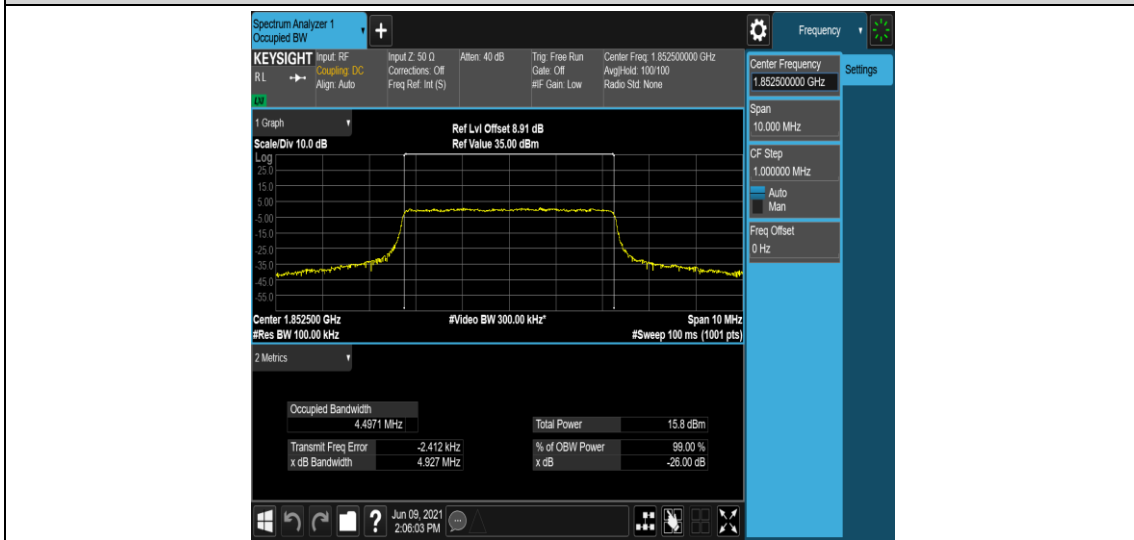 Spectrum Analyzer 1
Occupied BW
+
Frequency
KEYSIGHT Input: RF
RL
Coupling: DC
Align: Auto
Input Z: 50 Ω
Corrections: Off
Freq Ref: Int (S)
Atten: 40 dB
Trig: Free Run
Gate: Off
#IF Gain: Low
Center Freq: 1.852500000 GHz
Avg|Hold: 100/100
Radio Std: None
Center Frequency
1.852500000 GHz
Settings
Span
10.000 MHz
CF Step
1.000000 MHz
Auto
Man
Freq Offset
0 Hz
1 Graph
Ref Lvl Offset 8.91 dB
Scale/Div 10.0 dB
Ref Value 35.00 dBm
Log
25.0
15.0
5.00
-5.00
-15.0
-25.0
-35.0
-45.0
-55.0
Center 1.852500 GHz
#Video BW 300.00 kHz*
Span 10 MHz
#Res BW 100.00 kHz
#Sweep 100 ms (1001 pts)
2 Metrics
Occupied Bandwidth
4.4971 MHz
Total Power 15.8 dBm
Transmit Freq Error -2.412 kHz
% of OBW Power 99.00 %
x dB Bandwidth 4.927 MHz
x dB -26.00 dB
?
Jun 09, 2021
2:06:03 PM